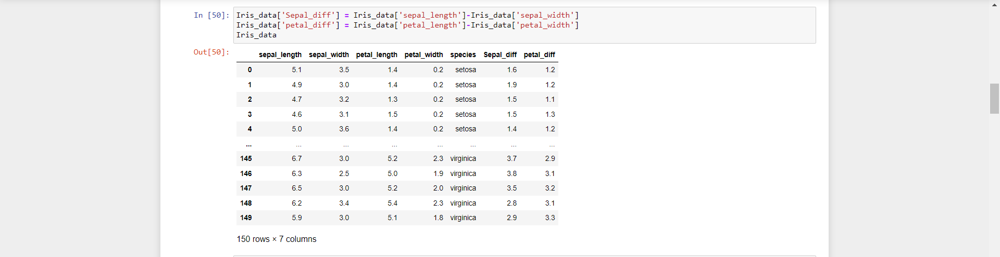 In [50]: Iris_data['Sepal_diff'] = Iris_data['sepal_length']-Iris_data['sepal_width']
Iris_data['petal_diff'] = Iris_data['petal_length']-Iris_data['petal_width']
Iris_data
Out[50]:
sepal_length sepal_width petal_length petal_width species Sepal_diff petal_diff
0 5.1 3.5 1.4 0.2 setosa 1.6 1.2
1 4.9 3.0 1.4 0.2 setosa 1.9 1.2
2 4.7 3.2 1.3 0.2 setosa 1.5 1.1
3 4.6 3.1 1.5 0.2 setosa 1.5 1.3
4 5.0 3.6 1.4 0.2 setosa 1.4 1.2
... ... ... ... ... ... ... ...
145 6.7 3.0 5.2 2.3 virginica 3.7 2.9
146 6.3 2.5 5.0 1.9 virginica 3.8 3.1
147 6.5 3.0 5.2 2.0 virginica 3.5 3.2
148 6.2 3.4 5.4 2.3 virginica 2.8 3.1
149 5.9 3.0 5.1 1.8 virginica 2.9 3.3
150 rows × 7 columns